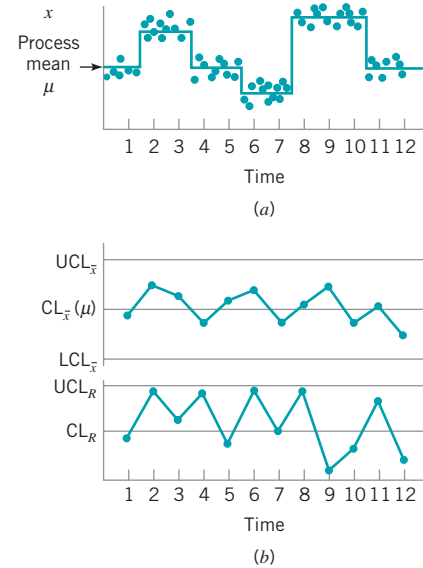 x
Process
mean
μ
1 2 3 4 5 6 7 8 9 10 11 12
Time
(a)
UCL_x̄
CL_x̄ (μ)
LCL_x̄
UCL_R
CL_R
1 2 3 4 5 6 7 8 9 10 11 12
Time
(b)